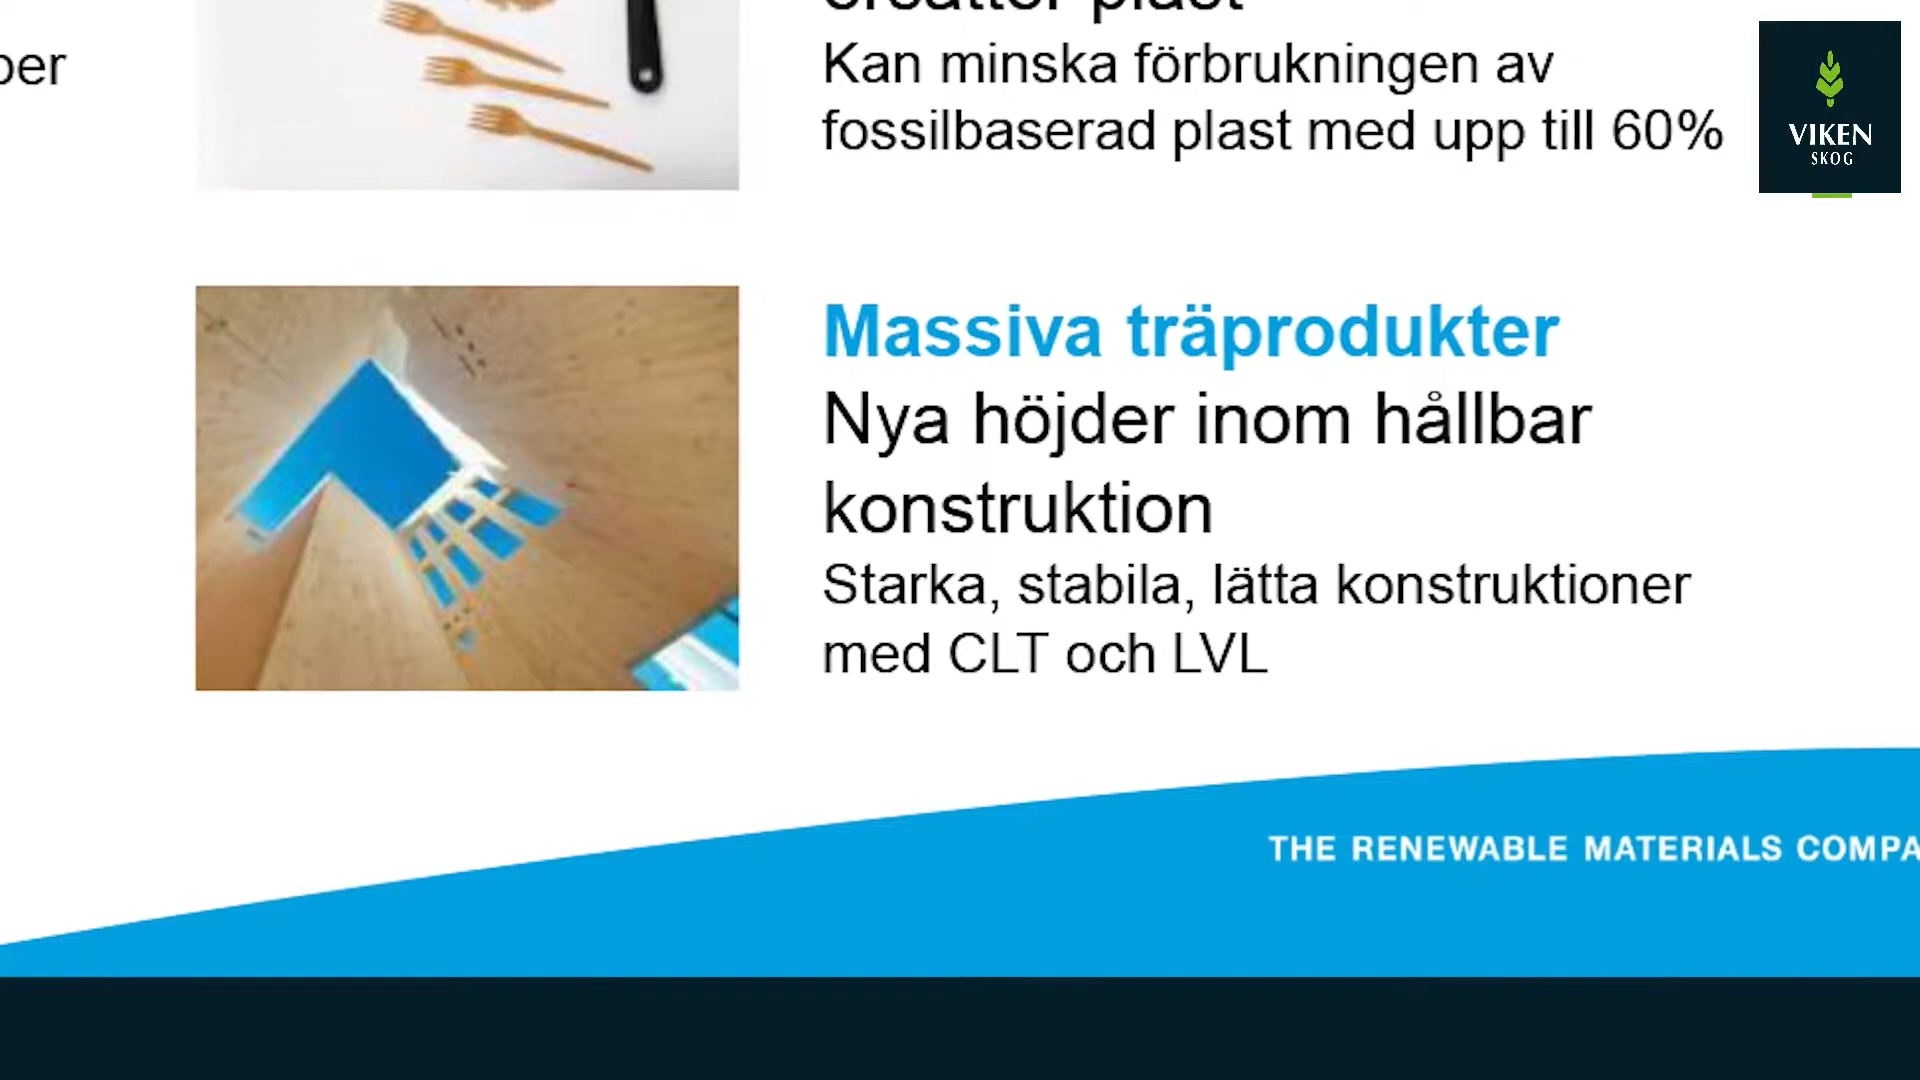 plast
Kan minska förbrukningen av
fossilbaserad plast med upp till 60%
VIKEN
SKOG
Massiva träprodukter
Nya höjder inom hållbar
konstruktion
Starka, stabila, lätta konstruktioner
med CLT och LVL
THE RENEWABLE MATERIALS COMPA